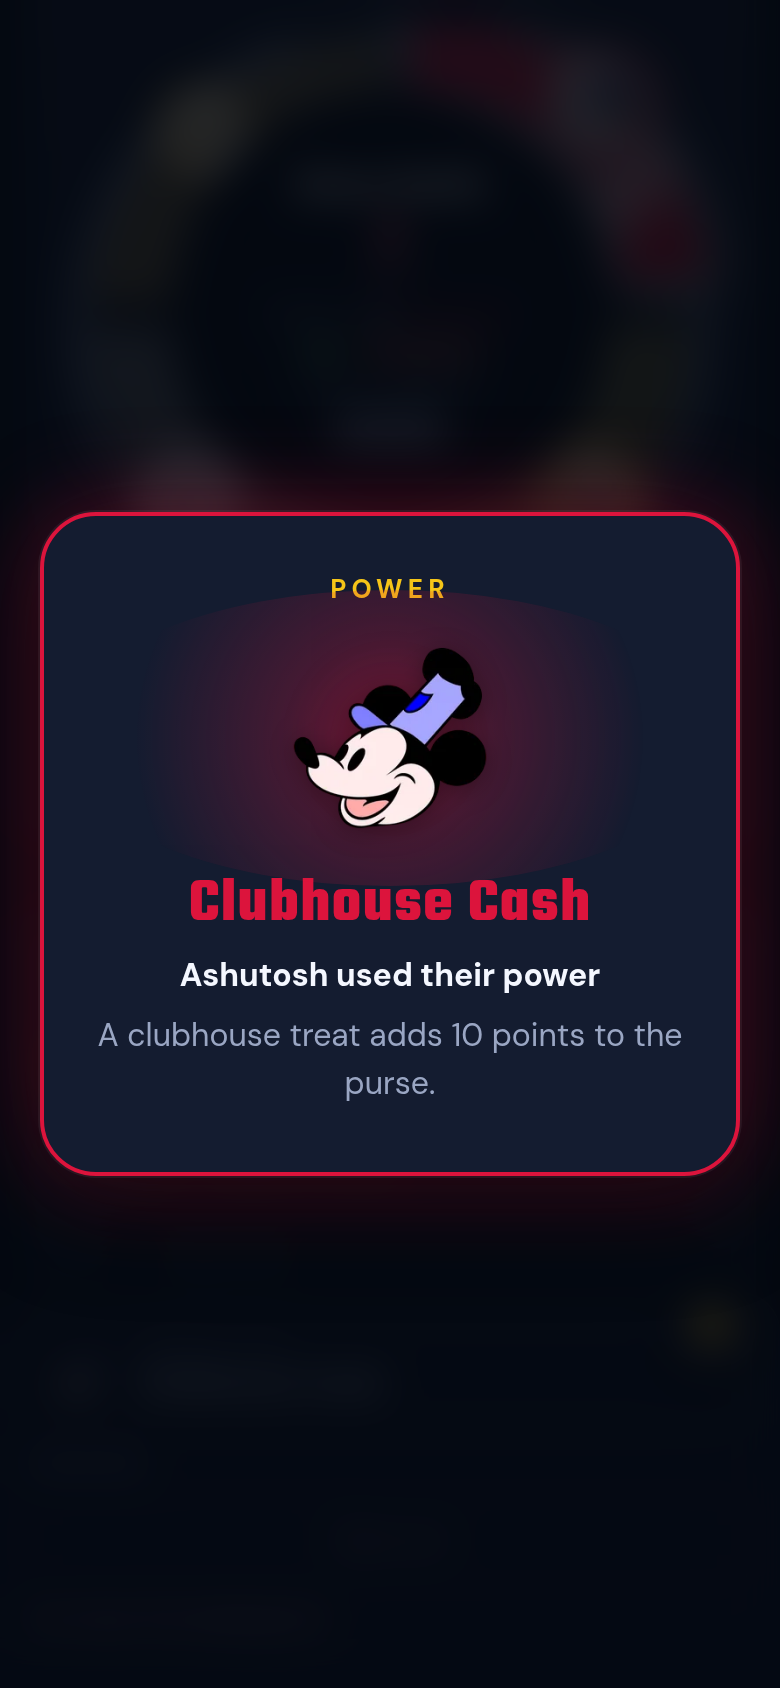 POWER
Clubhouse Cash
Ashutosh used their power
A clubhouse treat adds 10 points to the
purse.